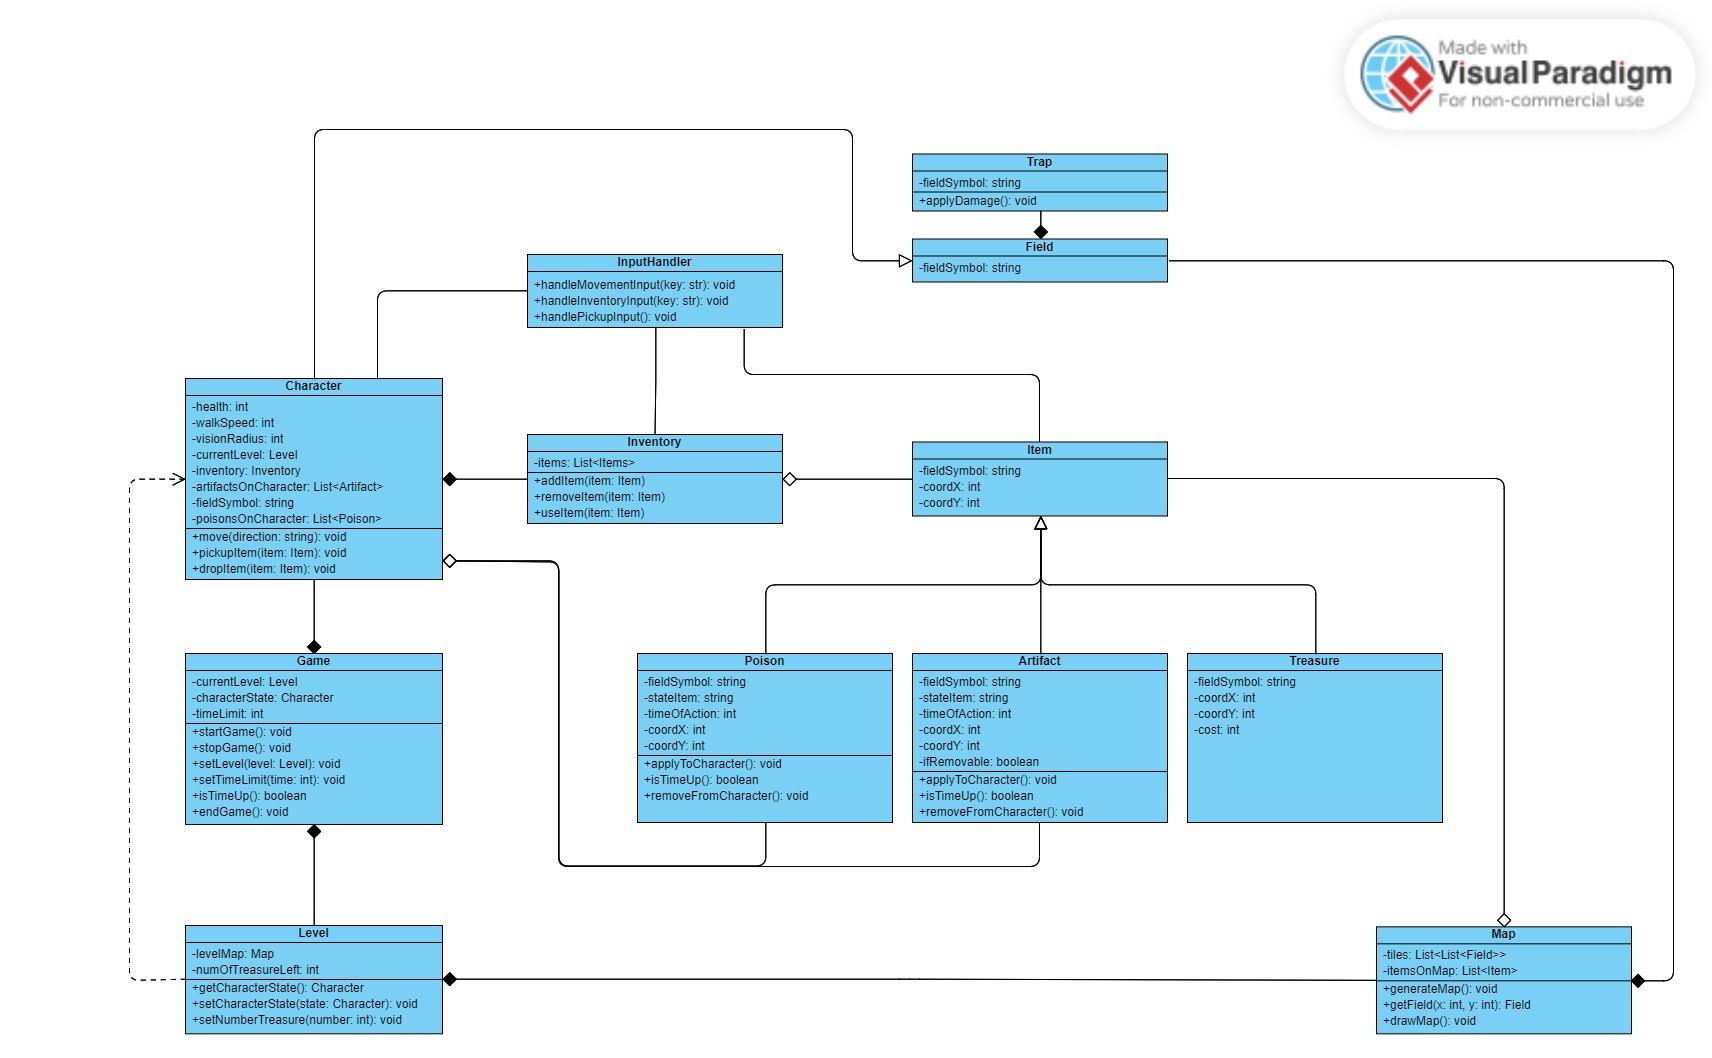 Made with
Visual Paradigm
For non-commercial use
Trap
-fieldSymbol: string
+applyDamage(): void
Field
-fieldSymbol: string
InputHandler
+handleMovementInput(key: str): void
+handleInventoryInput(key: str): void
+handlePickupInput(): void
Character
-health: int
-walkSpeed: int
-visionRadius: int
-currentLevel: Level
-inventory: Inventory
-artifactsOnCharacter: List<Artifact>
-fieldSymbol: string
-poisonsOnCharacter: List<Poison>
+move(direction: string): void
+pickupItem(item: Item): void
+dropItem(item: Item): void
Inventory
-items: List<Items>
+addItem(item: Item)
+removeItem(item: Item)
+useItem(item: Item)
Item
-fieldSymbol: string
-coordX: int
-coordY: int
Game
-currentLevel: Level
-characterState: Character
-timeLimit: int
+startGame(): void
+stopGame(): void
+setLevel(level: Level): void
+setTimeLimit(time: int): void
+isTimeUp(): boolean
+endGame(): void
Poison
-fieldSymbol: string
-stateItem: string
-timeOfAction: int
-coordX: int
-coordY: int
+applyToCharacter(): void
+isTimeUp(): boolean
+removeFromCharacter(): void
Artifact
-fieldSymbol: string
-stateItem: string
-timeOfAction: int
-coordX: int
-coordY: int
-ifRemovable: boolean
+applyToCharacter(): void
+isTimeUp(): boolean
+removeFromCharacter(): void
Treasure
-fieldSymbol: string
-coordX: int
-coordY: int
-cost: int
Level
-levelMap: Map
-numOfTreasureLeft: int
+getCharacterState(): Character
+setCharacterState(state: Character): void
+setNumberTreasure(number: int): void
Map
-tiles: List<List<Field>>
-itemsOnMap: List<Item>
+generateMap(): void
+getField(x: int, y: int): Field
+drawMap(): void